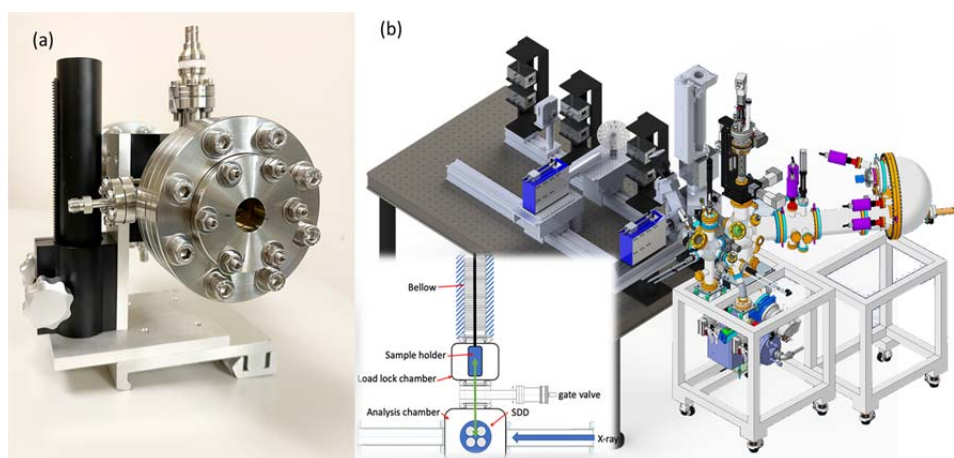 (a)
(b)
Bellow
Sample holder
Load lock chamber
gate valve
Analysis chamber
SDD
X-ray